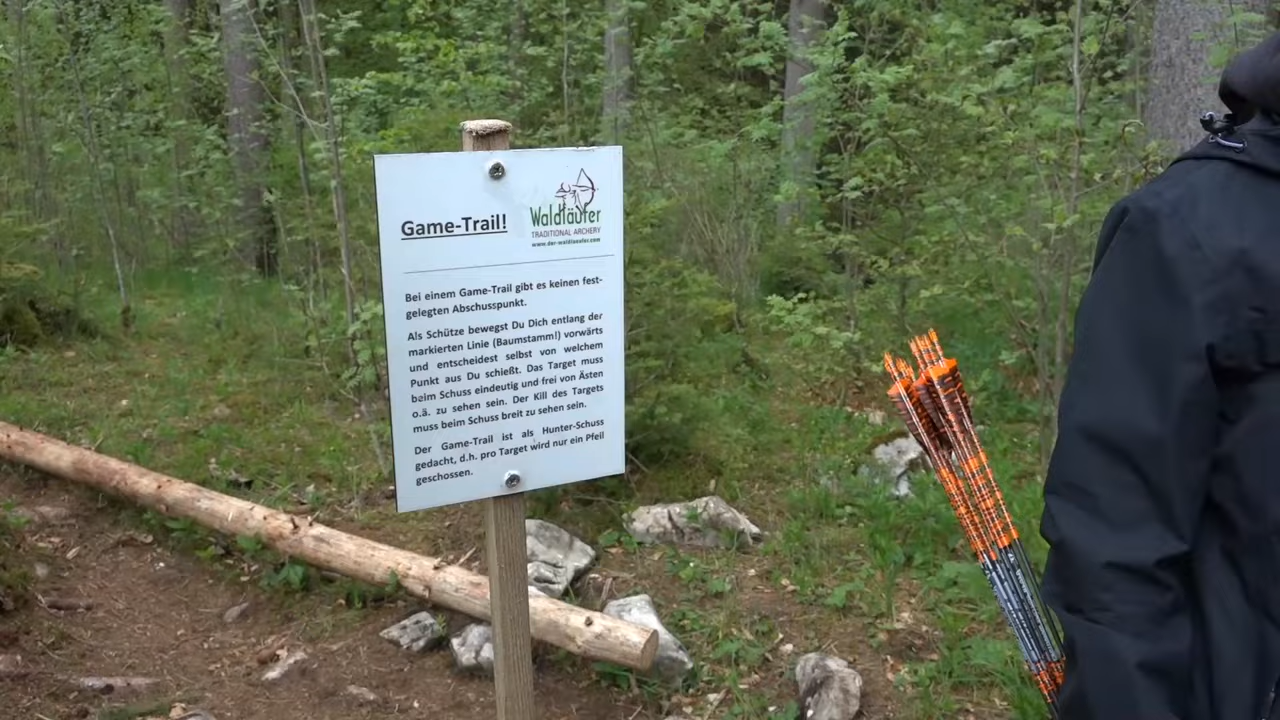 Game-Trail!
Waldläufer
TRADITIONAL ARCHERY
www.der-waldlaeufer.com
Bei einem Game-Trail gibt es keinen fest-
gelegten Abschusspunkt.
Als Schütze bewegst Du Dich entlang der
markierten Linie (Baumstamm!) vorwärts
und entscheidest selbst von welchem
Punkt aus Du schießt. Das Target muss
beim Schuss eindeutig und frei von Ästen
o.ä. zu sehen sein. Der Kill des Targets
muss beim Schuss breit zu sehen sein.
Der Game-Trail ist als Hunter-Schuss
gedacht, d.h. pro Target wird nur ein Pfeil
geschossen.